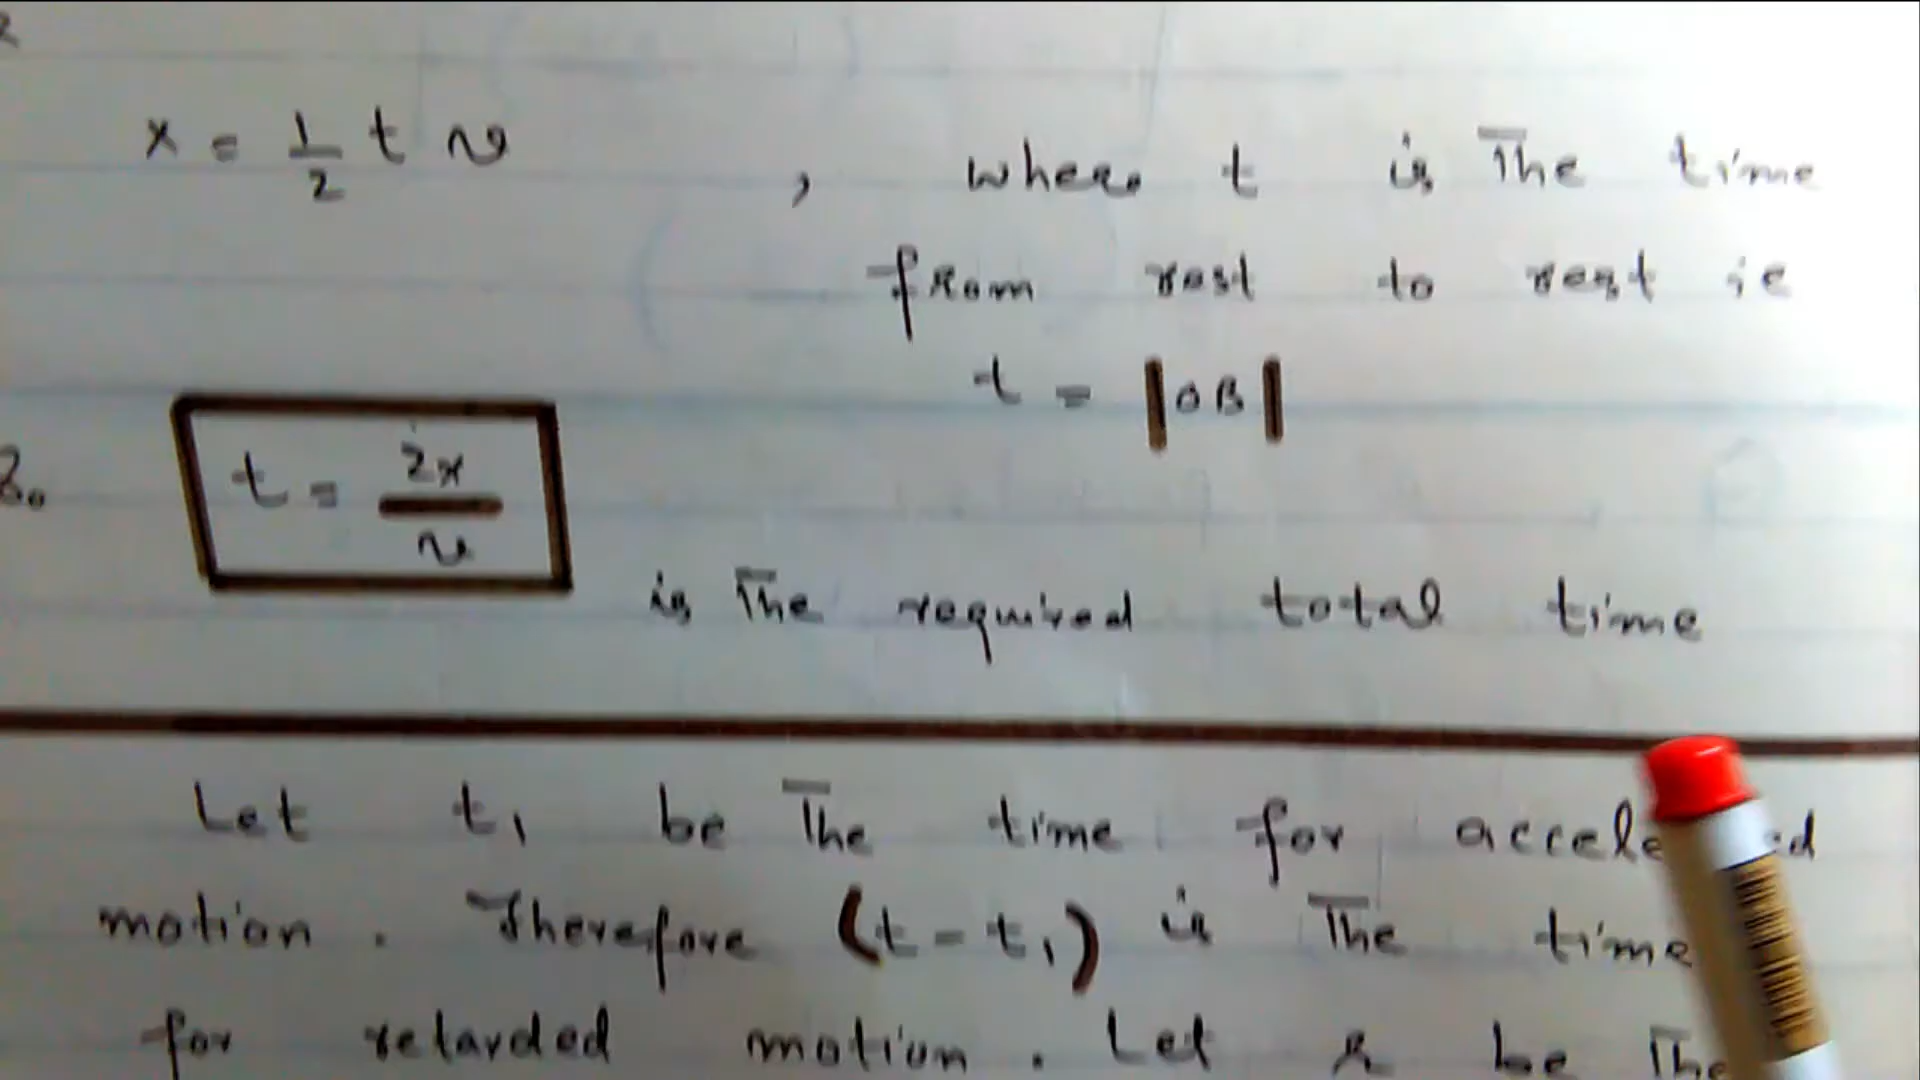 x = 1/2 t v , where t is the time
from rest to rest ie
t = |OB|
So t = 2x/v
is the required total time
Let t₁ be the time for
motion. Therefore (t - t₁) is the time
for retarded motion. Let r be the